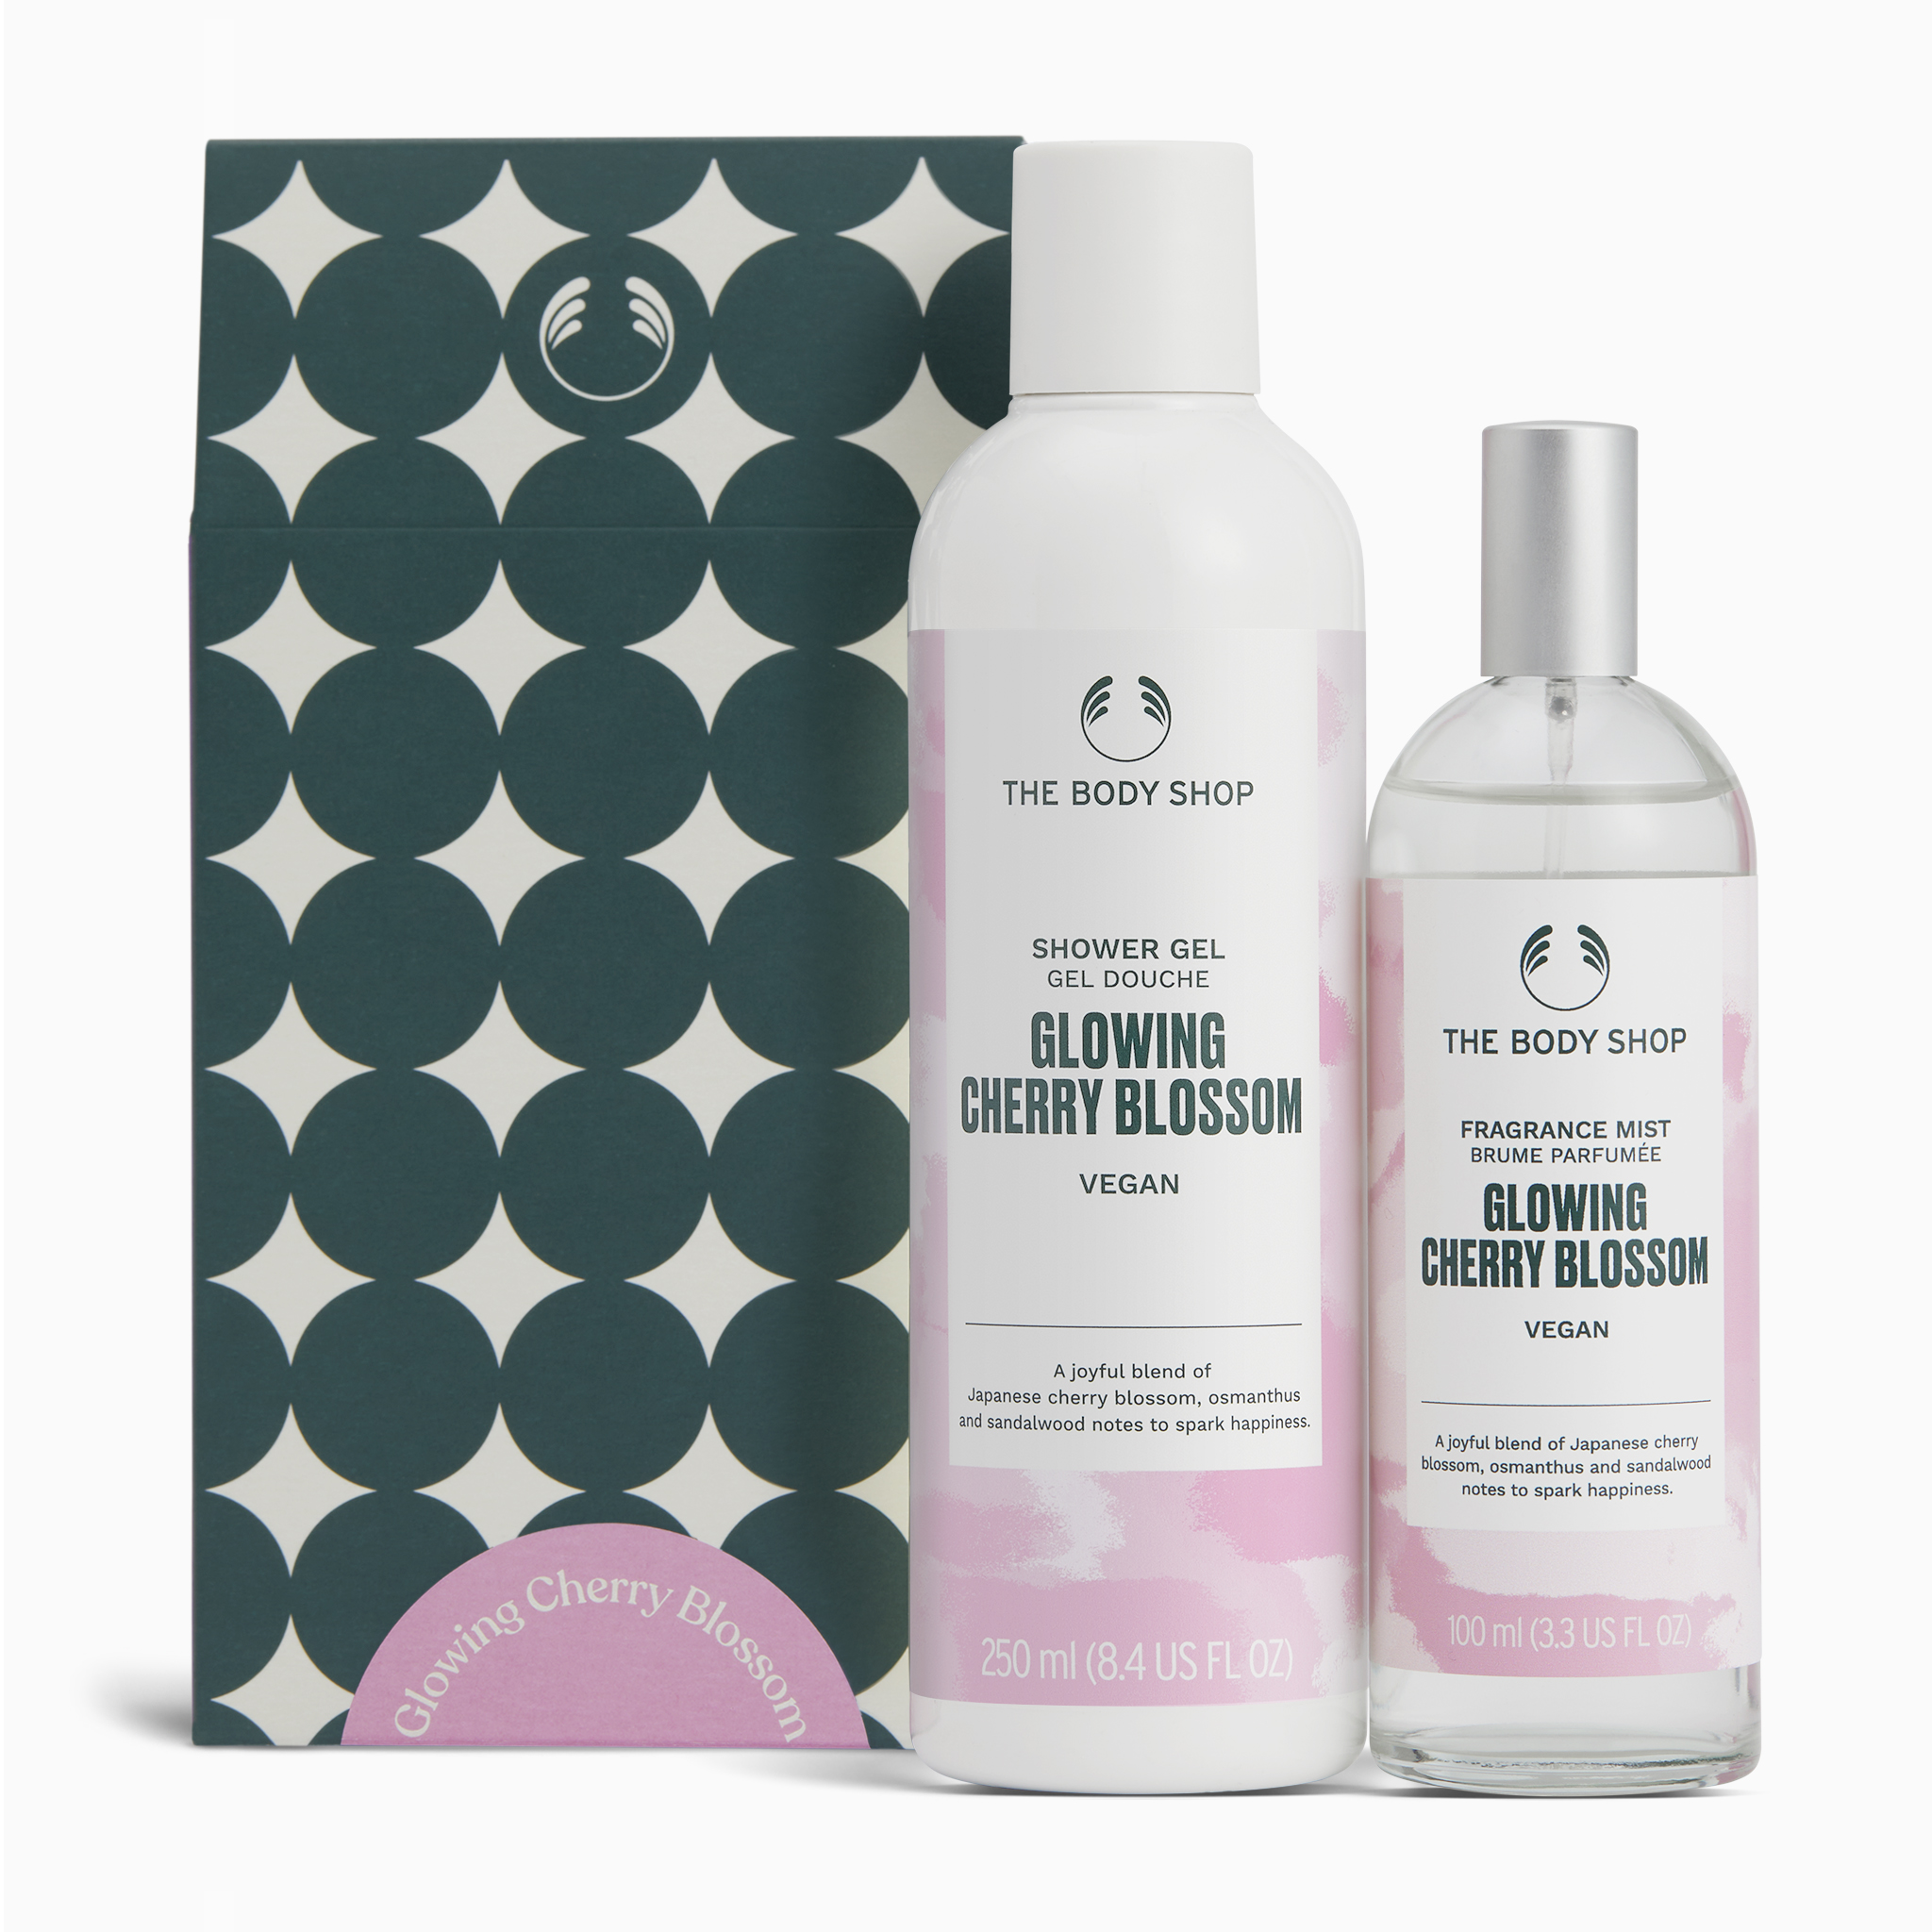 Glowing Cherry Blossom
THE BODY SHOP
SHOWER GEL
GEL DOUCHE
GLOWING
CHERRY BLOSSOM
VEGAN
A joyful blend of
Japanese cherry blossom, osmanthus
and sandalwood notes to spark happiness.
250 ml (8.4 US FL OZ)
THE BODY SHOP
FRAGRANCE MIST
BRUME PARFUMÉE
GLOWING
CHERRY BLOSSOM
VEGAN
A joyful blend of Japanese cherry
blossom, osmanthus and sandalwood
notes to spark happiness.
100 ml (3.3 US FL OZ)